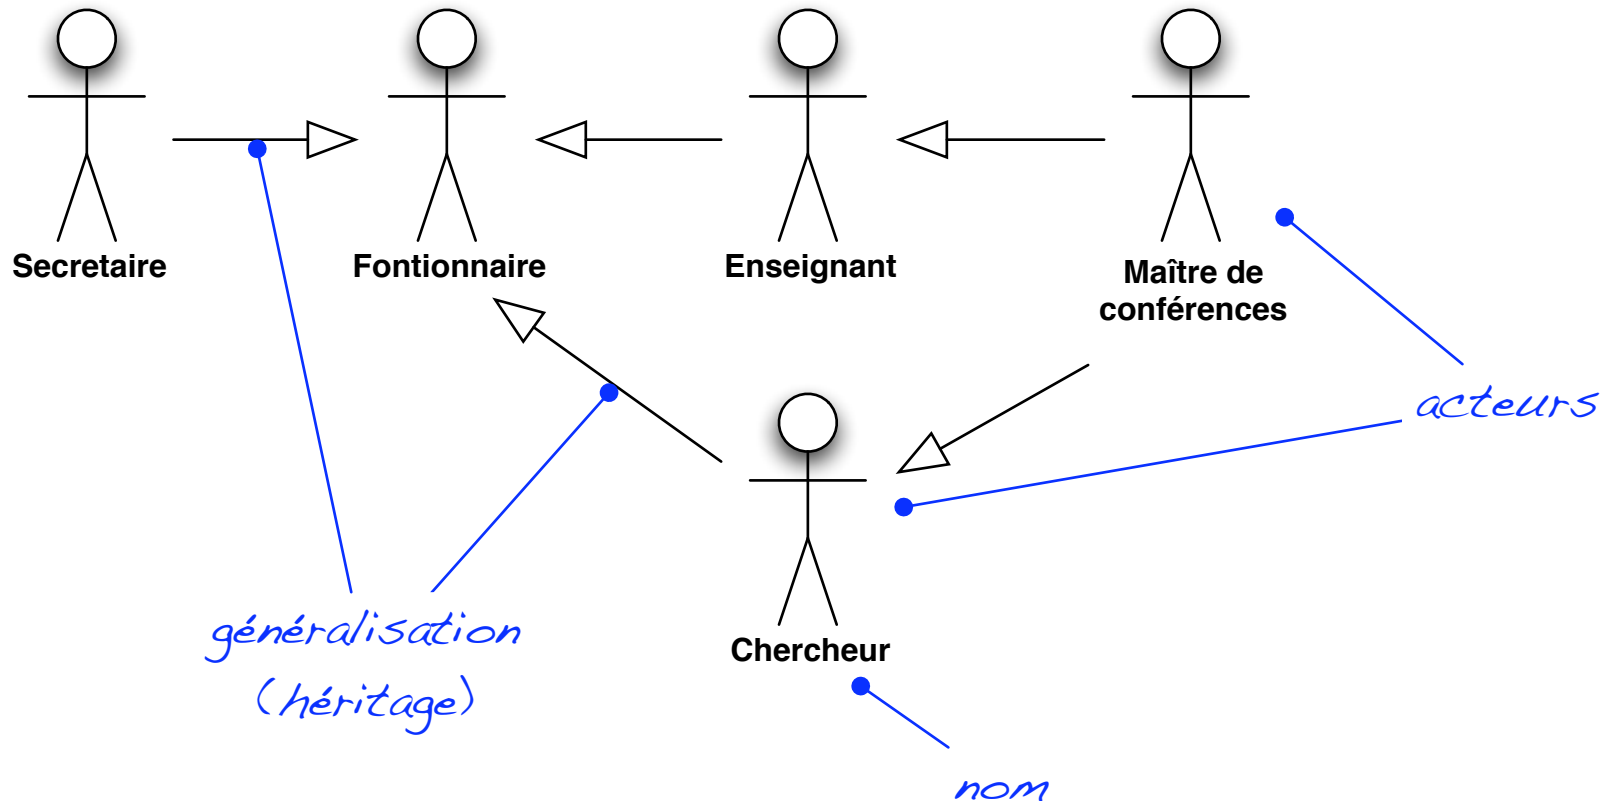 Secretaire
Fontionnaire
Enseignant
Maître de
conférences
acteurs
généralisation
(héritage)
Chercheur
nom